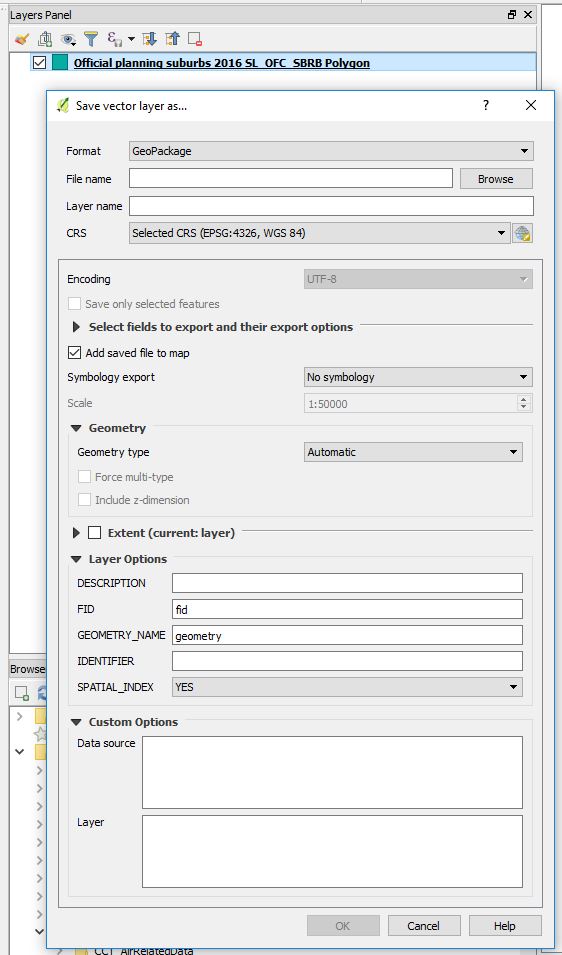 Layers Panel
Official planning suburbs 2016 SL_OFC_SBRB Polygon
Save vector layer as...
?
Format GeoPackage
File name Browse
Layer name
CRS Selected CRS (EPSG:4326, WGS 84)
Encoding UTF-8
Save only selected features
Select fields to export and their export options
Add saved file to map
Symbology export No symbology
Scale 1:50000
Geometry
Geometry type Automatic
Force multi-type
Include z-dimension
Extent (current: layer)
Layer Options
DESCRIPTION
FID fid
GEOMETRY_NAME geometry
IDENTIFIER
SPATIAL_INDEX YES
Custom Options
Data source
Layer
OK Cancel Help
Browse
CCT_AirRelatedData